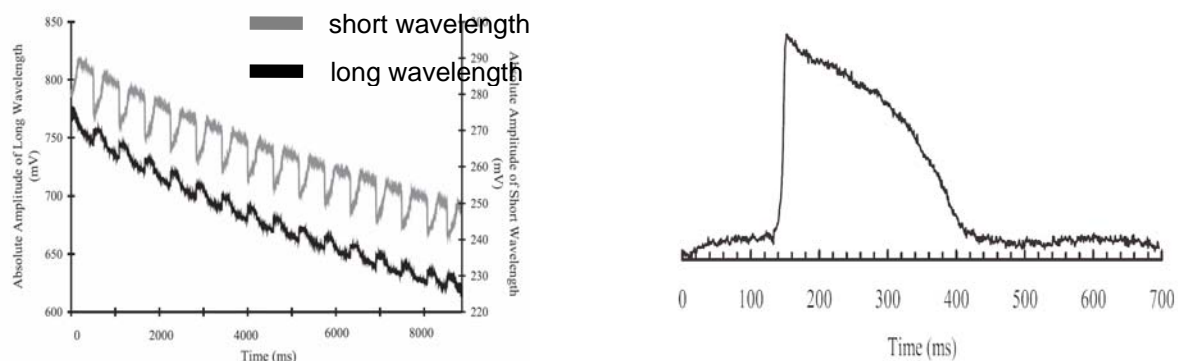 short wavelength
long wavelength
Absolute Amplitude of Long Wavelength
(mV)
850
800
750
700
650
600
290
280
270
260
250
240
230
220
Absolute Amplitude of Short Wavelength
(mV)
0 2000 4000 6000 8000
Time (ms)
0 100 200 300 400 500 600 700
Time (ms)